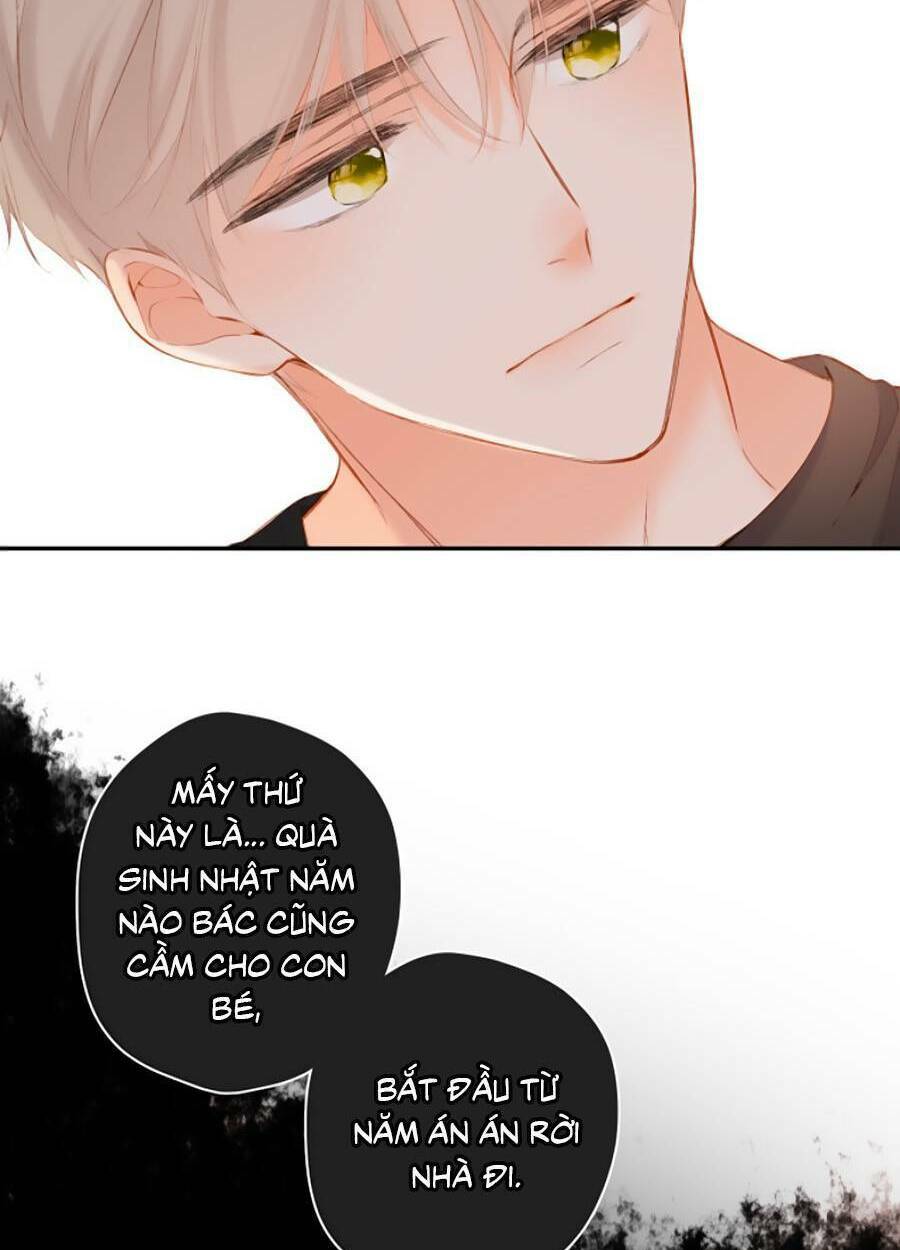 MẤY THỨ
NÀY LÀ... QUÀ
SINH NHẬT NĂM
NÀO BÁC CŨNG
CẦM CHO CON
BÉ,
BẮT ĐẦU TỪ
NĂM ÁN ÁN RỜI
NHÀ ĐI.